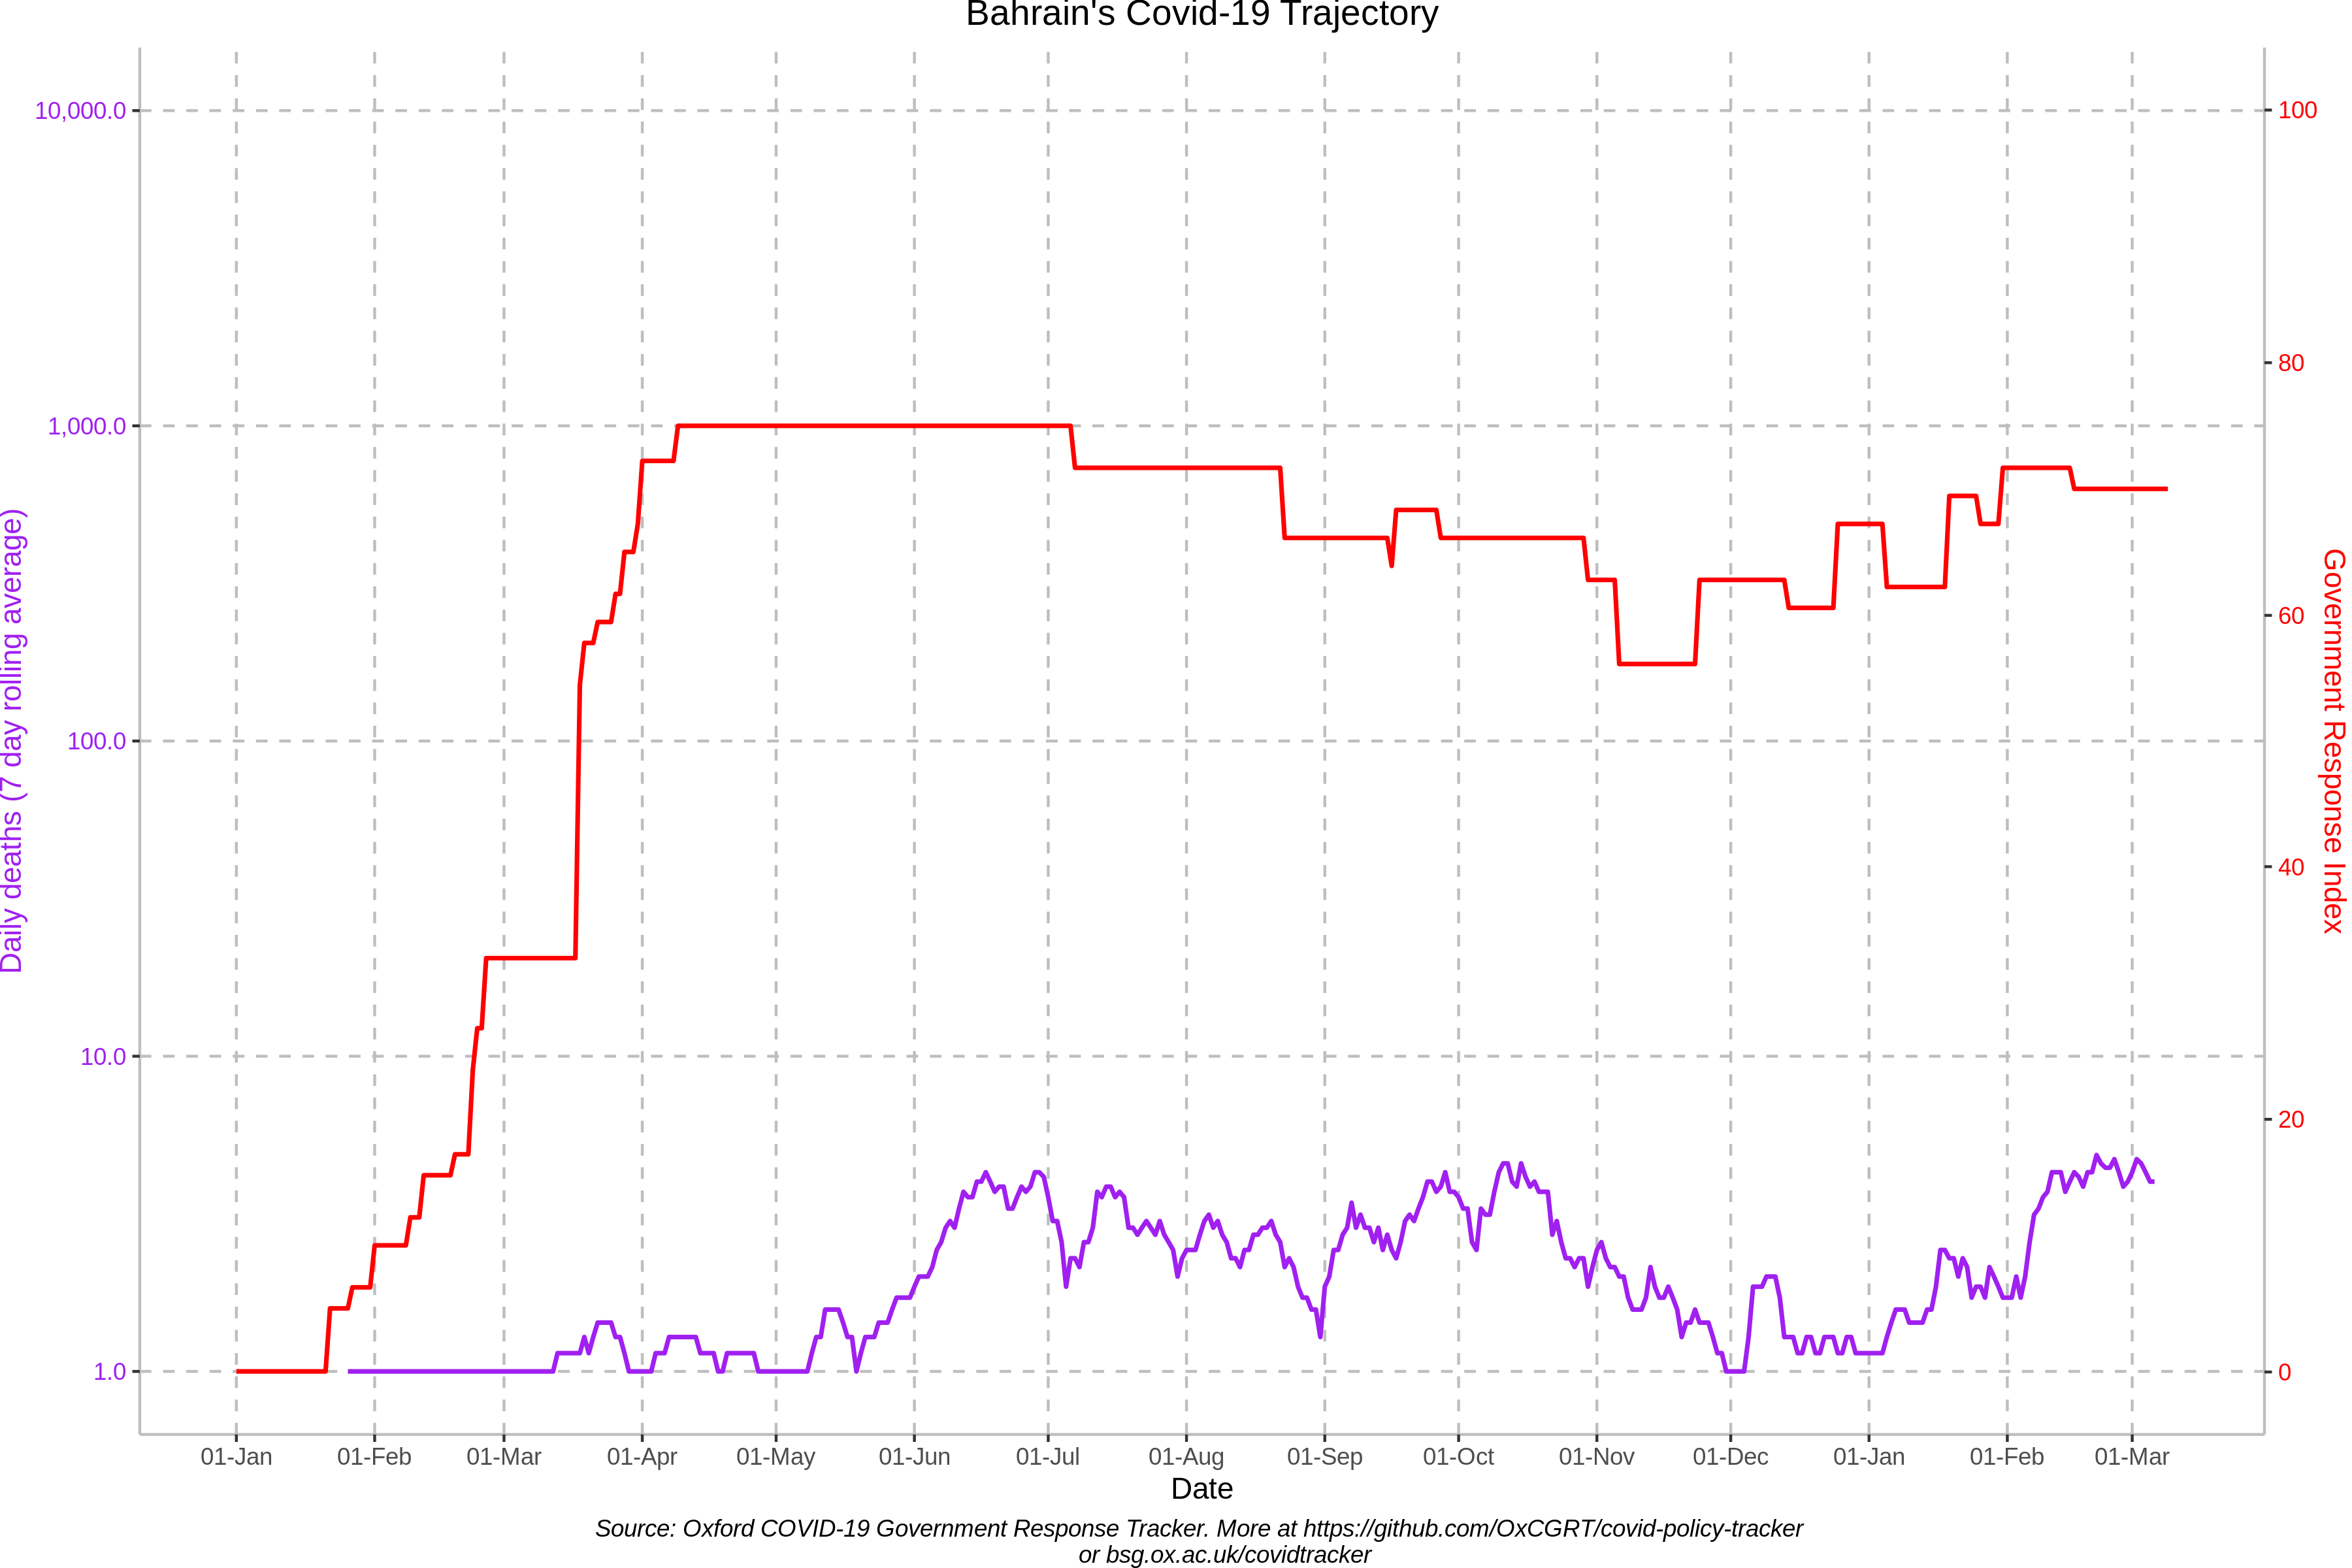 Bahrain's Covid-19 Trajectory
10,000.0
1,000.0
100.0
10.0
1.0
Daily deaths (7 day rolling average)
100
80
60
40
20
0
Government Response Index
01-Jan 01-Feb 01-Mar 01-Apr 01-May 01-Jun 01-Jul 01-Aug 01-Sep 01-Oct 01-Nov 01-Dec 01-Jan 01-Feb 01-Mar
Date
Source: Oxford COVID-19 Government Response Tracker. More at https://github.com/OxCGRT/covid-policy-tracker
or bsg.ox.ac.uk/covidtracker